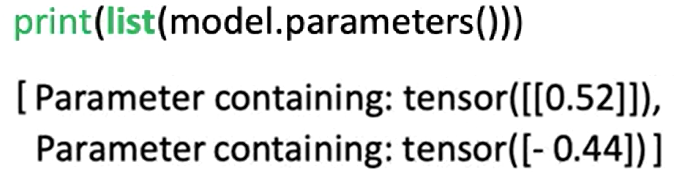 print(list(model.parameters()))
[ Parameter containing: tensor([[0.52]]),
Parameter containing: tensor([- 0.44]) ]